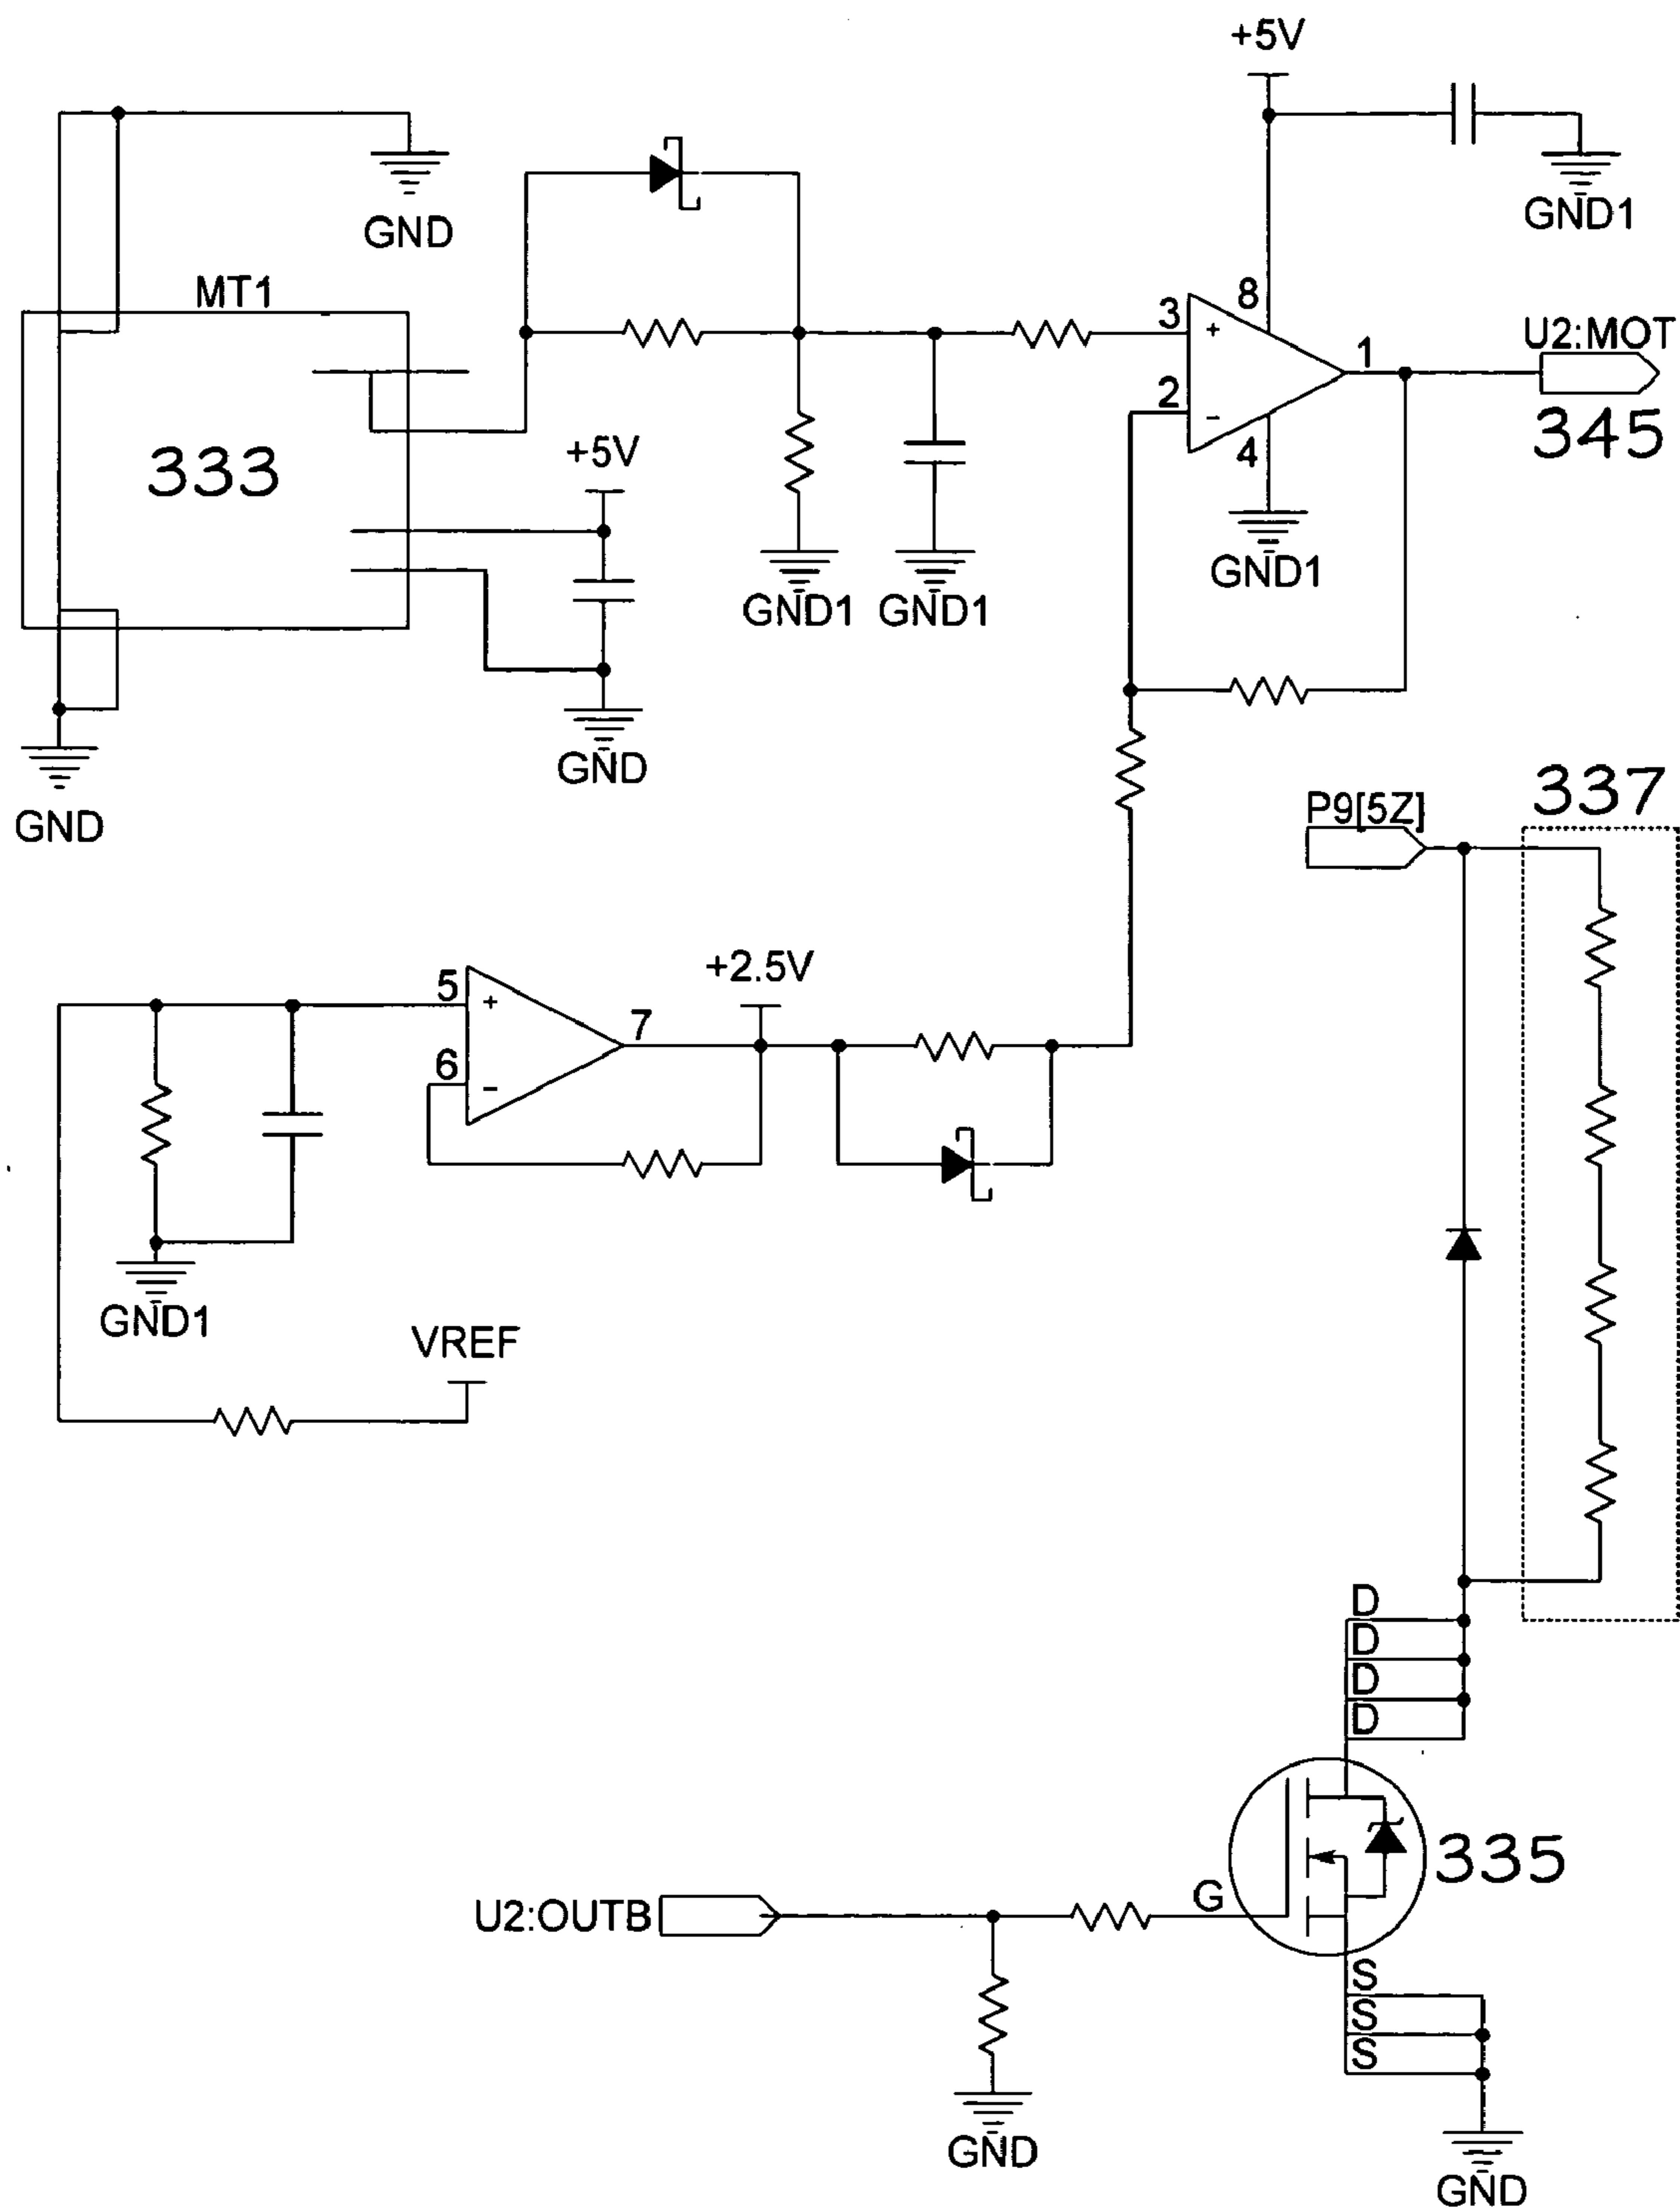 +5V
GND
GND1
MT1
8
3
+
U2:MOT
1
2
-
345
333
+5V
4
GND1
GND1
GND1
GND
337
P9[5Z]
GND
+2.5V
5
+
7
6
-
GND1
VREF
D
D
D
D
335
U2:OUTB
G
S
S
S
GND
GND